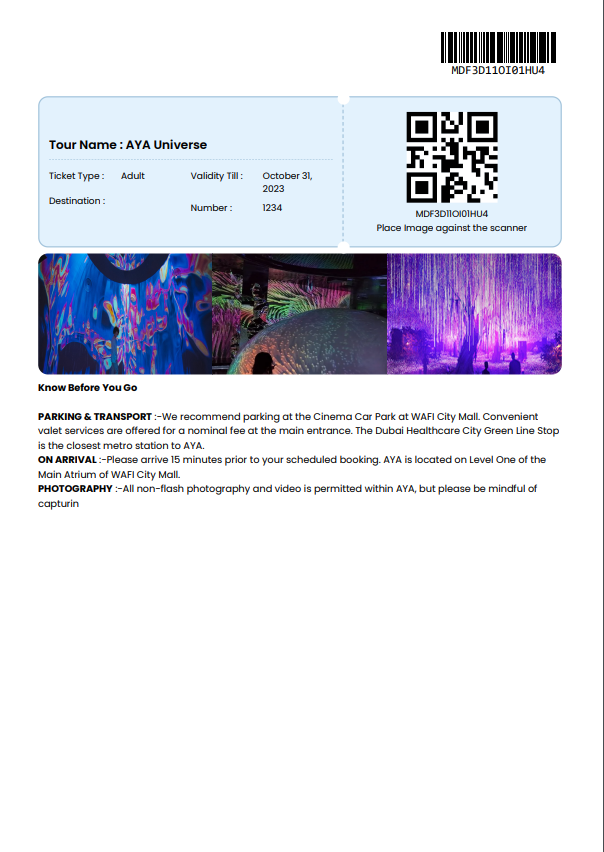 MDF3D11OI01HU4
Tour Name : AYA Universe
Ticket Type : Adult
Validity Till : October 31,
2023
Destination :
Number : 1234
MDF3D11OI01HU4
Place Image against the scanner
Know Before You Go
PARKING & TRANSPORT :-We recommend parking at the Cinema Car Park at WAFI City Mall. Convenient
valet services are offered for a nominal fee at the main entrance. The Dubai Healthcare City Green Line Stop
is the closest metro station to AYA.
ON ARRIVAL :-Please arrive 15 minutes prior to your scheduled booking. AYA is located on Level One of the
Main Atrium of WAFI City Mall.
PHOTOGRAPHY :-All non-flash photography and video is permitted within AYA, but please be mindful of
capturin